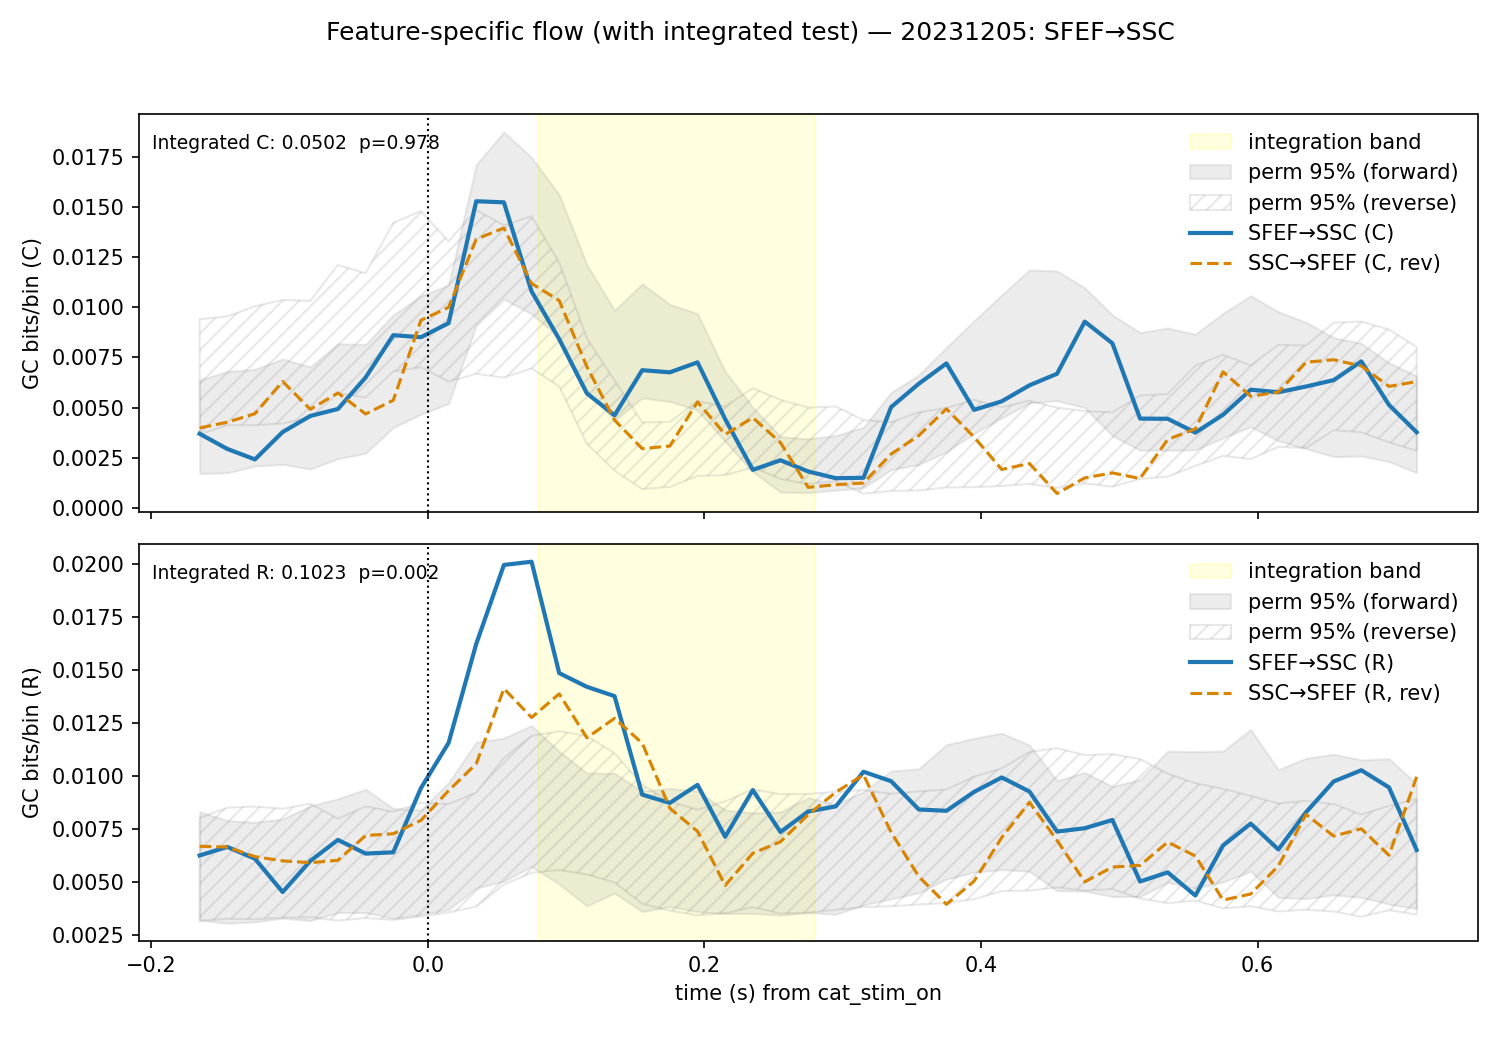 Feature-specific flow (with integrated test) — 20231205: SFEF→SSC
Integrated C: 0.0502  p=0.978
integration band
perm 95% (forward)
perm 95% (reverse)
SFEF→SSC (C)
SSC→SFEF (C, rev)
GC bits/bin (C)
0.0175
0.0150
0.0125
0.0100
0.0075
0.0050
0.0025
0.0000
Integrated R: 0.1023  p=0.002
integration band
perm 95% (forward)
perm 95% (reverse)
SFEF→SSC (R)
SSC→SFEF (R, rev)
GC bits/bin (R)
0.0200
0.0175
0.0150
0.0125
0.0100
0.0075
0.0050
0.0025
−0.2 0.0 0.2 0.4 0.6
time (s) from cat_stim_on